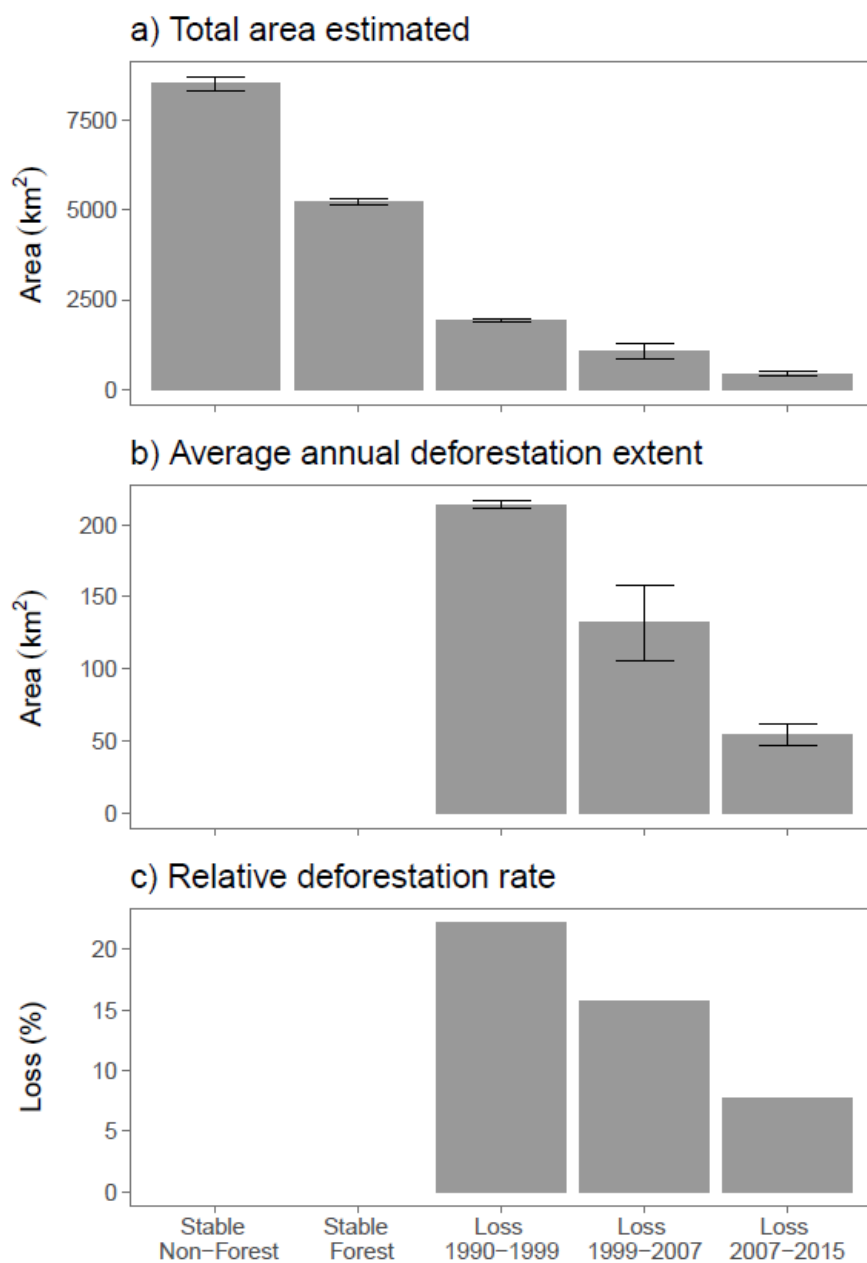 a) Total area estimated
Area (km²)
7500
5000
2500
0
b) Average annual deforestation extent
Area (km²)
200
150
100
50
0
c) Relative deforestation rate
Loss (%)
20
15
10
5
0
Stable
Non−Forest
Stable
Forest
Loss
1990−1999
Loss
1999−2007
Loss
2007−2015